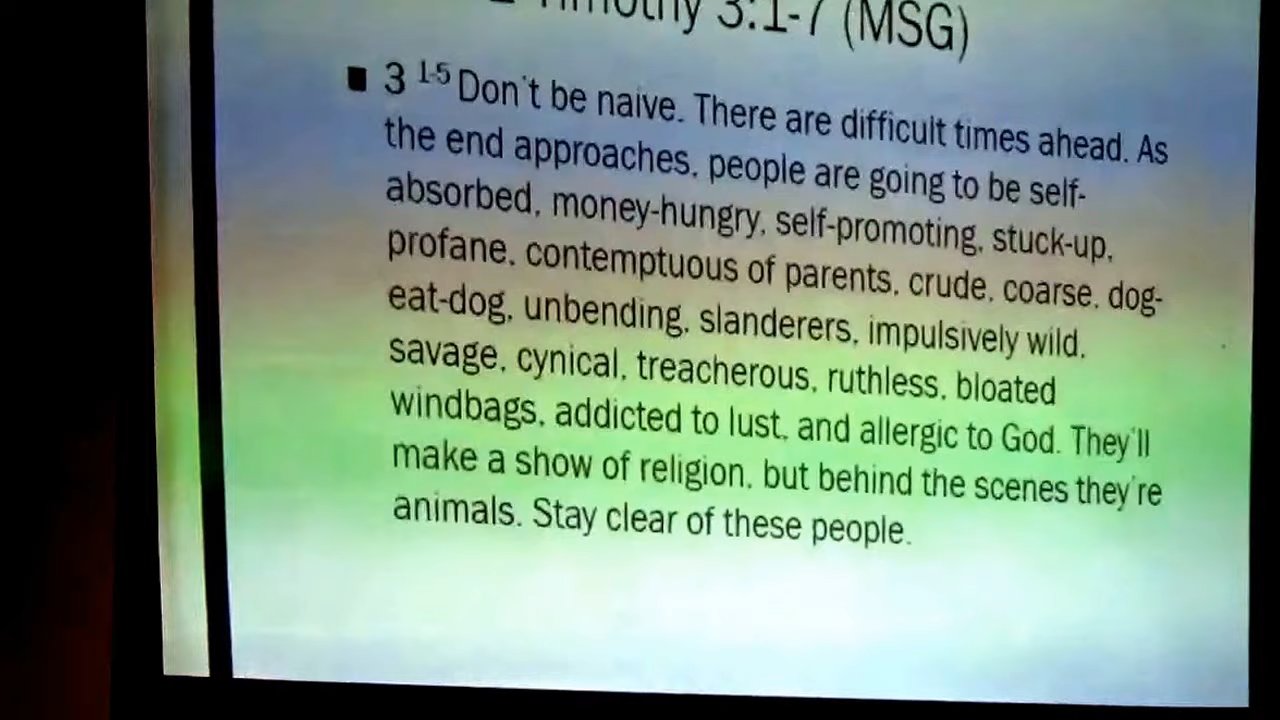 2 Timothy 3:1-7 (MSG)
■ 3 1-5 Don't be naive. There are difficult times ahead. As
the end approaches, people are going to be self-
absorbed, money-hungry, self-promoting, stuck-up,
profane, contemptuous of parents, crude, coarse, dog-
eat-dog, unbending, slanderers, impulsively wild,
savage, cynical, treacherous, ruthless, bloated
windbags, addicted to lust, and allergic to God. They'll
make a show of religion, but behind the scenes they're
animals. Stay clear of these people.